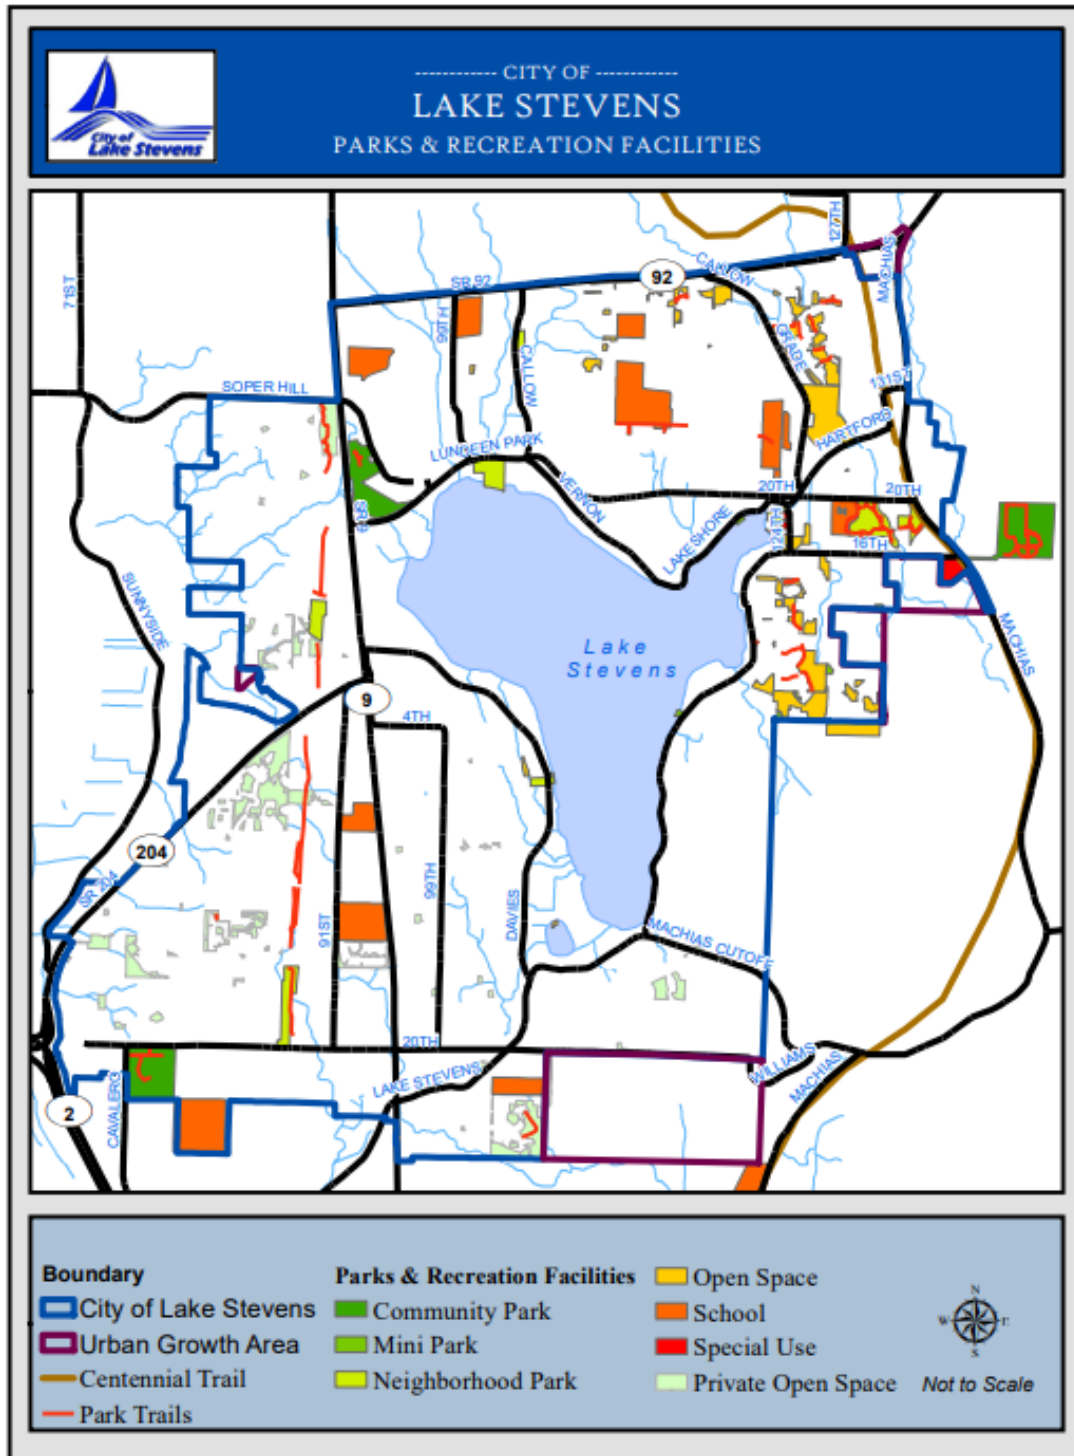 ------------ CITY OF ------------
LAKE STEVENS
PARKS & RECREATION FACILITIES
City of
Lake Stevens
127TH
MACHIAS
CALLOW
92
SR 92
71ST
99TH
CALLOW
GRADE
131ST
SOPER HILL
HARTFORD
LUNDEEN PARK
VERNON
20TH
20TH
SR 9
LAKE SHORE
124TH
16TH
SUNNYSIDE
MACHIAS
Lake
Stevens
9
4TH
204
SR 204
99TH
91ST
DAVIES
MACHIAS CUTOFF
20TH
LAKE STEVENS
WILLIAMS
MACHIAS
CAVALERO
2
Boundary
City of Lake Stevens
Urban Growth Area
Centennial Trail
Park Trails
Parks & Recreation Facilities
Community Park
Mini Park
Neighborhood Park
Open Space
School
Special Use
Private Open Space
N
W E
S
Not to Scale